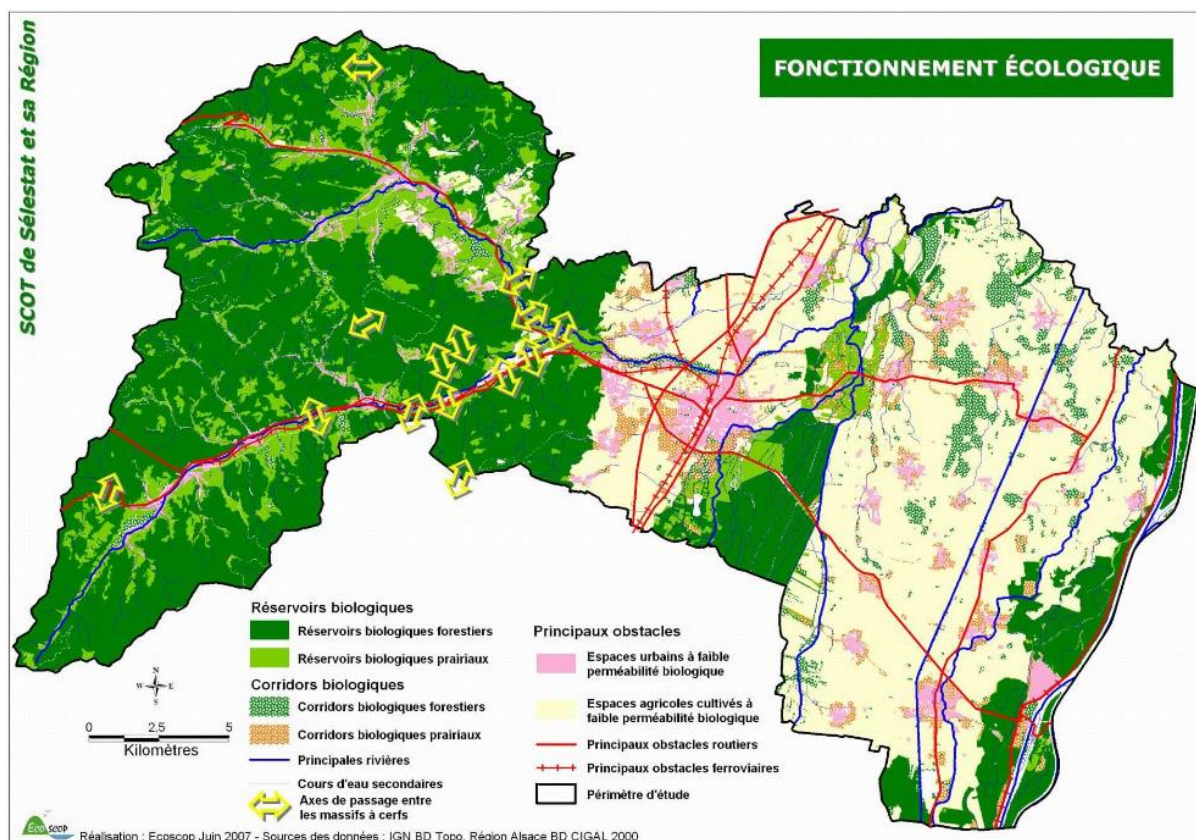 SCOT de Sélestat et sa Région
FONCTIONNEMENT ÉCOLOGIQUE
Réservoirs biologiques
Réservoirs biologiques forestiers
Réservoirs biologiques prairiaux
Corridors biologiques
Corridors biologiques forestiers
Corridors biologiques prairiaux
Principales rivières
Cours d'eau secondaires
Axes de passage entre
les massifs à cerfs
Principaux obstacles
Espaces urbains à faible
perméabilité biologique
Espaces agricoles cultivés à
faible perméabilité biologique
Principaux obstacles routiers
Principaux obstacles ferroviaires
Périmètre d'étude
N
W E
S
0 2,5 5
Kilomètres
ECOSCOP
Réalisation : Ecoscop Juin 2007 - Sources des données : IGN BD Topo, Région Alsace BD CIGAL 2000